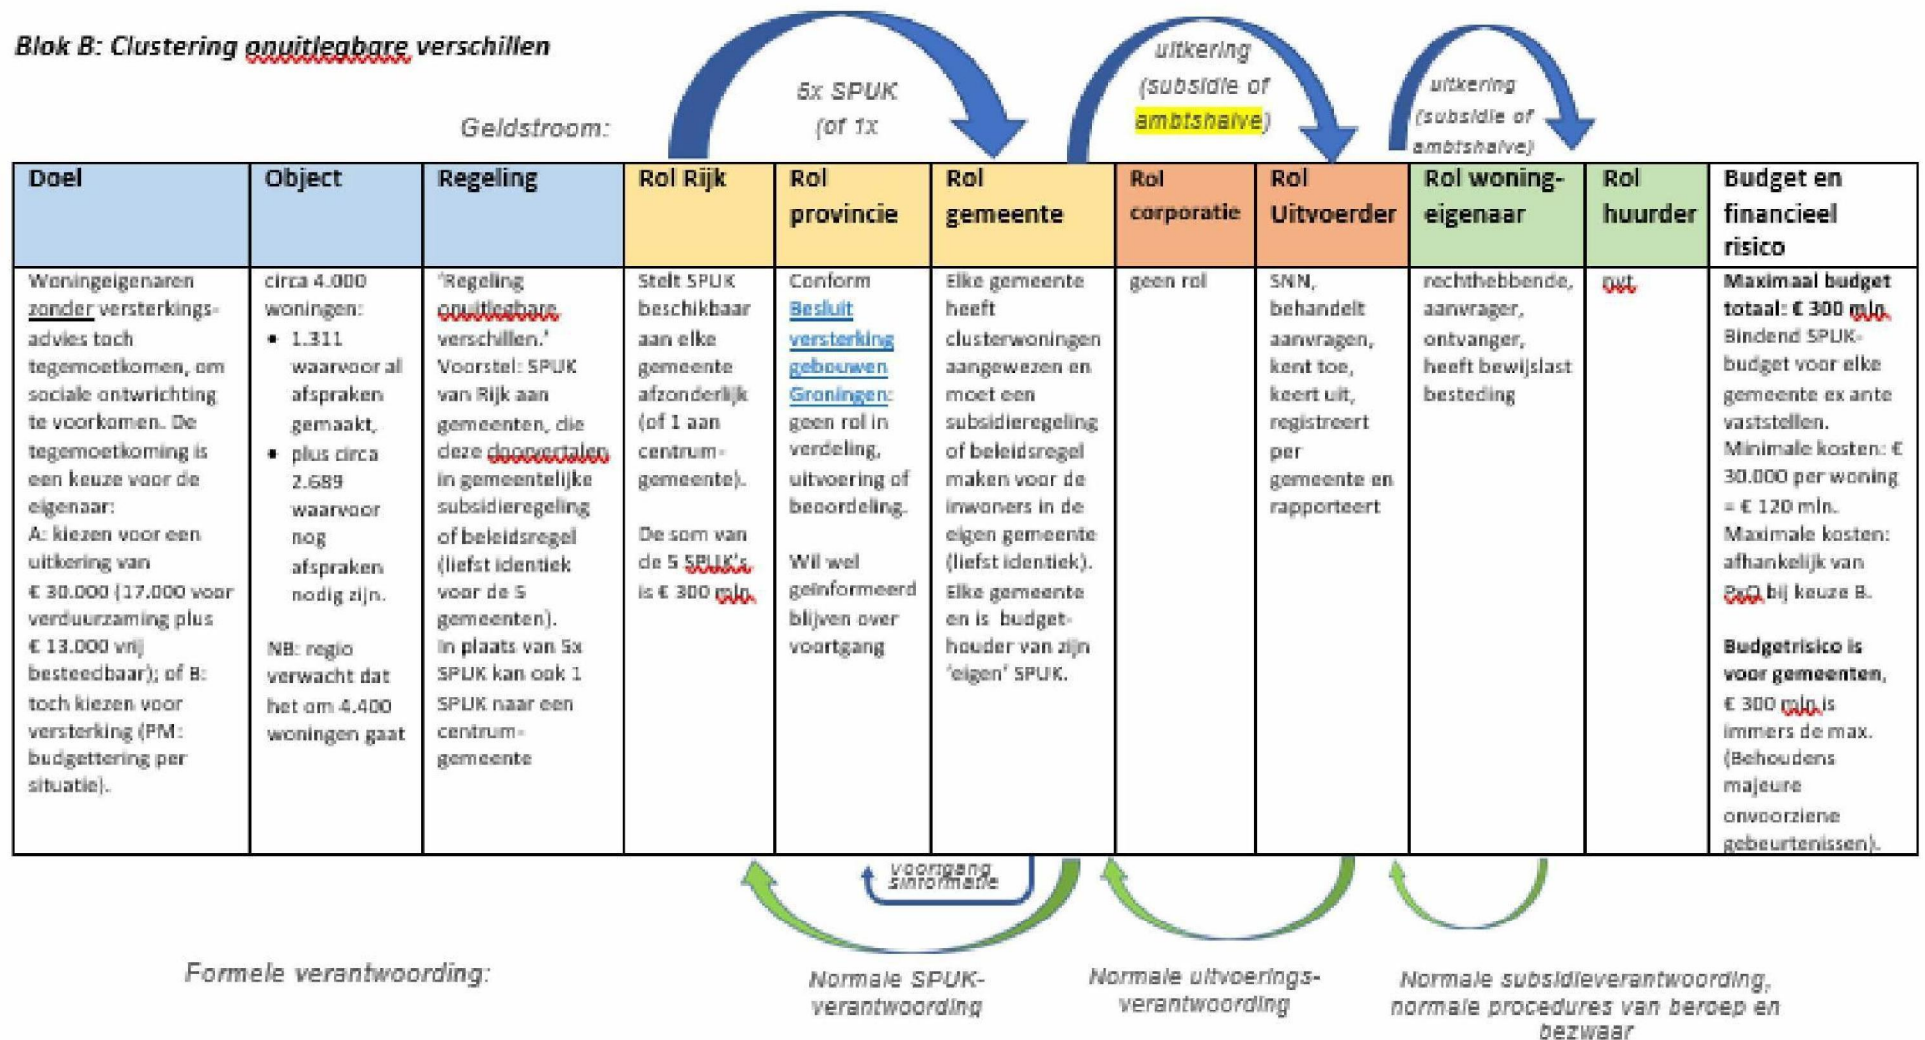 Blok B: Clustering onuitlegbare verschillen
Geldstroom:
5x SPUK
(of 1x
uitkering
(subsidie of
ambtshalve)
uitkering
(subsidie of
ambtshalve)
Doel
Object
Regeling
Rol Rijk
Rol
provincie
Rol
gemeente
Rol
corporatie
Rol
Uitvoerder
Rol woning-
eigenaar
Rol
huurder
Budget en
financieel
risico
Woningeigenaren
zonder versterkings-
advies toch
tegemoetkomen, om
sociale ontwrichting
te voorkomen. De
tegemoetkoming is
een keuze voor de
eigenaar:
A: kiezen voor een
uitkering van
€ 30.000 (17.000 voor
verduurzaming plus
€ 13.000 vrij
besteedbaar); of B:
toch kiezen voor
versterking (PM:
budgettering per
situatie).
circa 4.000
woningen:
• 1.311
waarvoor al
afspraken
gemaakt,
• plus circa
2.689
waarvoor
nog
afspraken
nodig zijn.
NB: regio
verwacht dat
het om 4.400
woningen gaat
'Regeling
onuitlegbare
verschillen.'
Voorstel: SPUK
van Rijk aan
gemeenten, die
deze doorvertalen
in gemeentelijke
subsidieregeling
of beleidsregel
(liefst identiek
voor de 5
gemeenten).
In plaats van 5x
SPUK kan ook 1
SPUK naar een
centrum-
gemeente
Stelt SPUK
beschikbaar
aan elke
gemeente
afzonderlijk
(of 1 aan
centrum-
gemeente).
De som van
de 5 SPUK's
is € 300 mln.
Conform
Besluit
versterking
gebouwen
Groningen:
geen rol in
verdeling,
uitvoering of
beoordeling.
Wil wel
geïnformeerd
blijven over
voortgang
Elke gemeente
heeft
clusterwoningen
aangewezen en
moet een
subsidieregeling
of beleidsregel
maken voor de
inwoners in de
eigen gemeente
(liefst identiek).
Elke gemeente
en is budget-
houder van zijn
'eigen' SPUK.
geen rol
SNN,
behandelt
aanvragen,
kent toe,
keert uit,
registreert
per
gemeente en
rapporteert
rechthebbende,
aanvrager,
ontvanger,
heeft bewijslast
besteding
nvt
Maximaal budget
totaal: € 300 mln.
Bindend SPUK-
budget voor elke
gemeente ex ante
vaststellen.
Minimale kosten: €
30.000 per woning
= € 120 mln.
Maximale kosten:
afhankelijk van
PxQ bij keuze B.
Budgetrisico is
voor gemeenten,
€ 300 mln is
immers de max.
(Behoudens
majeure
onvoorziene
gebeurtenissen).
voortgang
sinformatie
Formele verantwoording:
Normale SPUK-
verantwoording
Normale uitvoerings-
verantwoording
Normale subsidieverantwoording,
normale procedures van beroep en
bezwaar